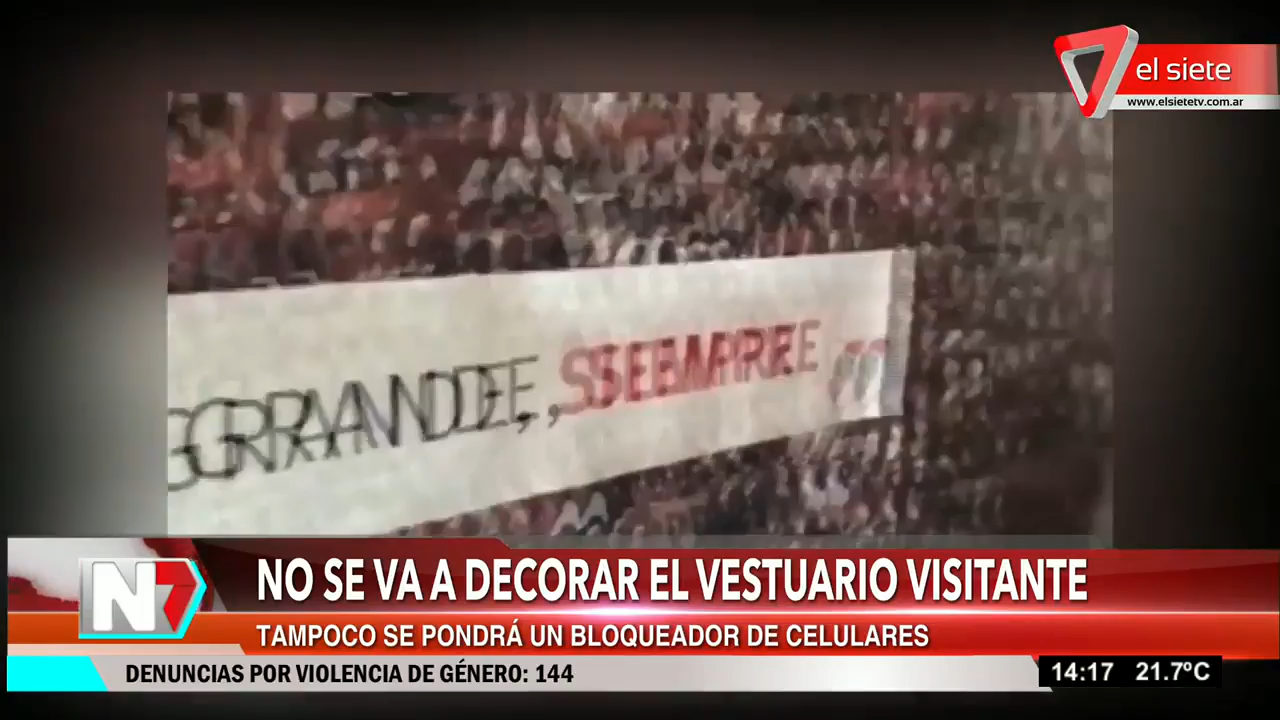 el siete
www.elsietetv.com.ar
GRANDE, SIEMPRE"
NO SE VA A DECORAR EL VESTUARIO VISITANTE
N7
TAMPOCO SE PONDRÁ UN BLOQUEADOR DE CELULARES
DENUNCIAS POR VIOLENCIA DE GÉNERO: 144
14:17 21.7ºC